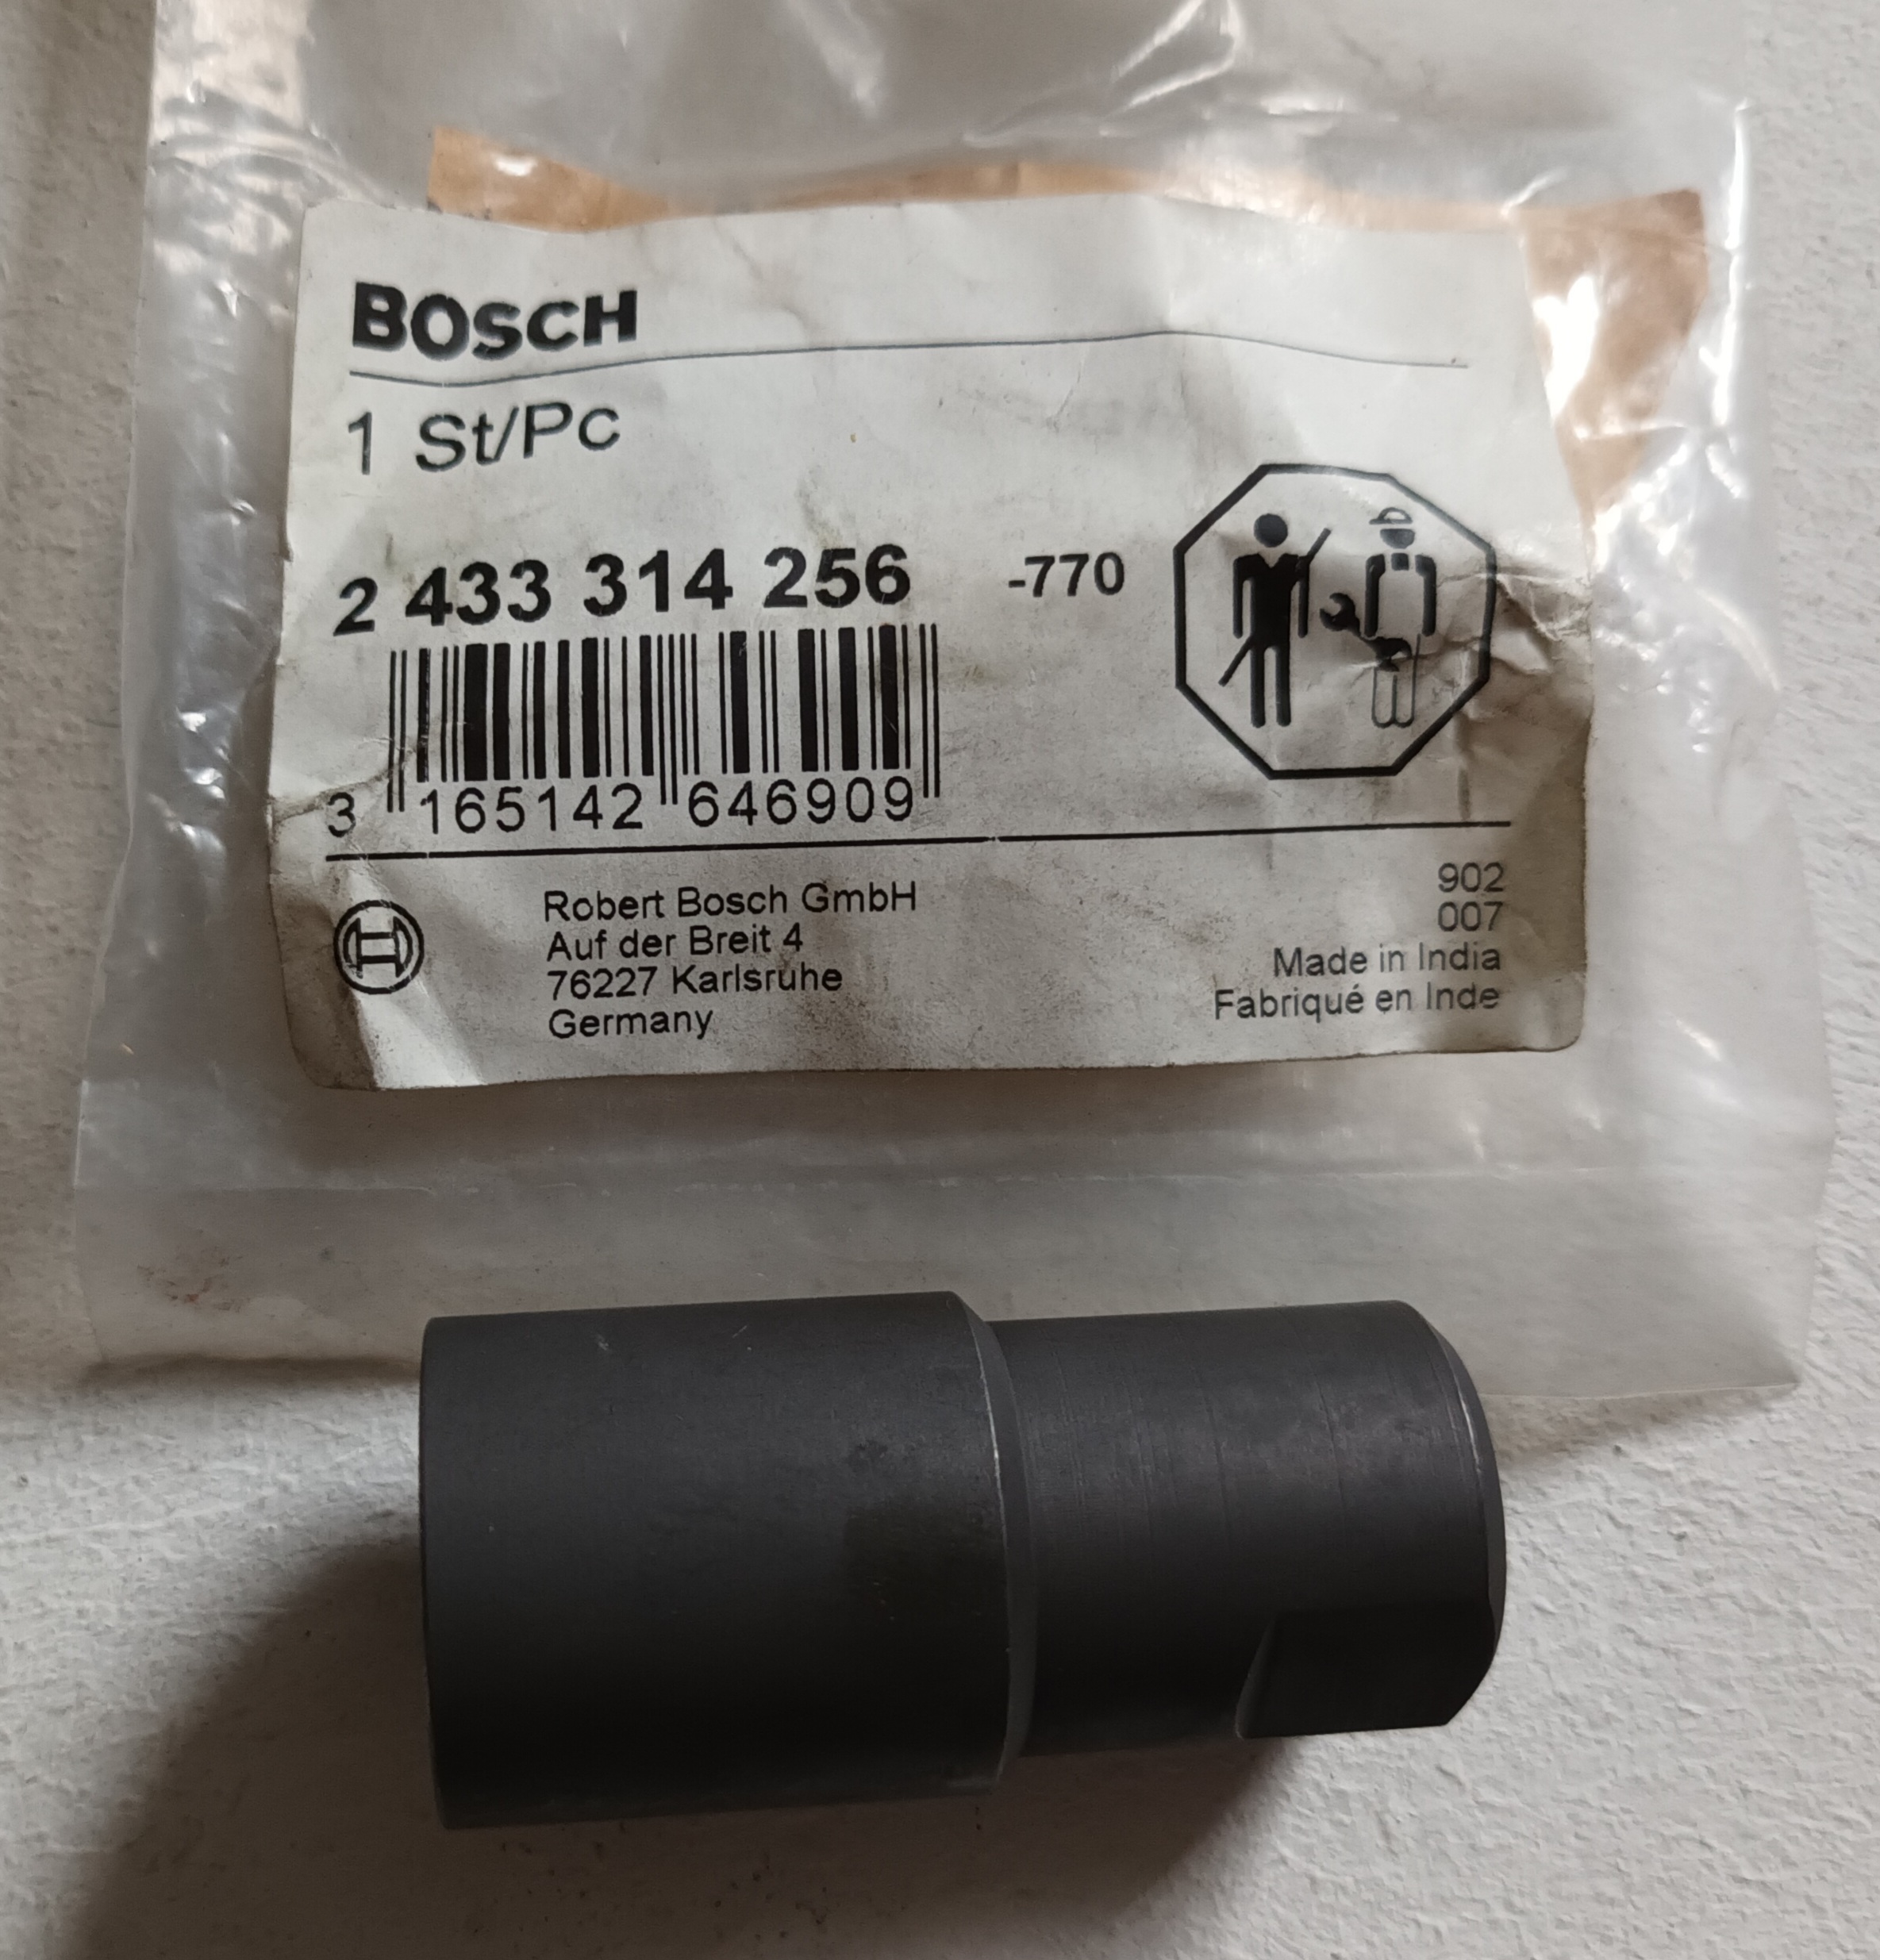 BOSCH
1 St/Pc
2 433 314 256 -770
3 165142 646909
Robert Bosch GmbH
Auf der Breit 4
76227 Karlsruhe
Germany
902
007
Made in India
Fabriqué en Inde